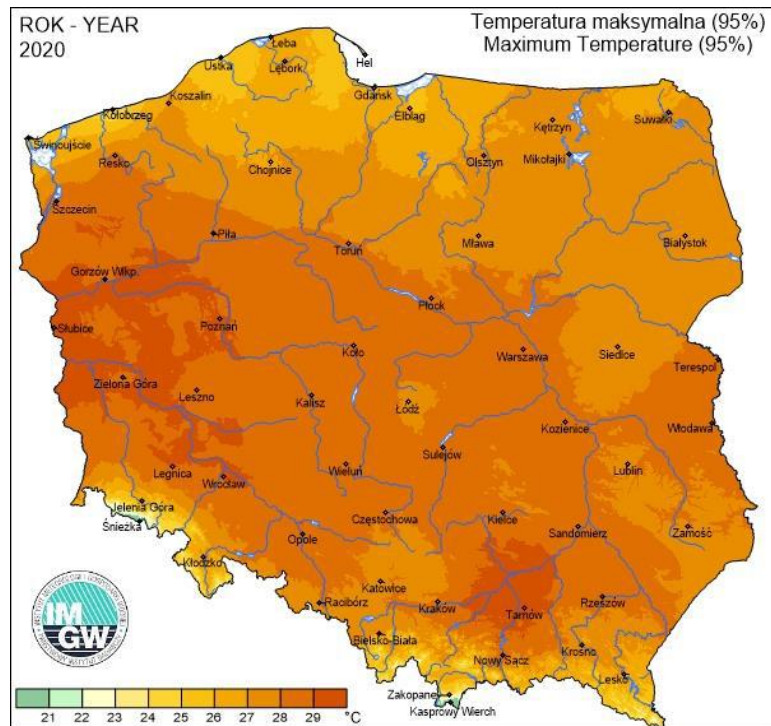 ROK - YEAR
2020
Temperatura maksymalna (95%)
Maximum Temperature (95%)
Łeba
Hel
Ustka
Lębork
Gdańsk
Koszalin
Kołobrzeg
Elbląg
Kętrzyn
Suwałki
Świnoujście
Resko
Chojnice
Olsztyn
Mikołajki
Szczecin
Piła
Toruń
Mława
Białystok
Gorzów Wlkp.
Płock
Słubice
Poznań
Koło
Warszawa
Siedlce
Terespol
Zielona Góra
Leszno
Kalisz
Łódź
Kozienice
Włodawa
Sulejów
Legnica
Wrocław
Wieluń
Lublin
Jelenia Góra
Śnieżka
Opole
Częstochowa
Kielce
Sandomierz
Zamość
Kłodzko
Katowice
Racibórz
Kraków
Tarnów
Rzeszów
Bielsko-Biała
Nowy Sącz
Krosno
Lesko
Zakopane
Kasprowy Wierch
IM
GW
21 22 23 24 25 26 27 28 29 °C